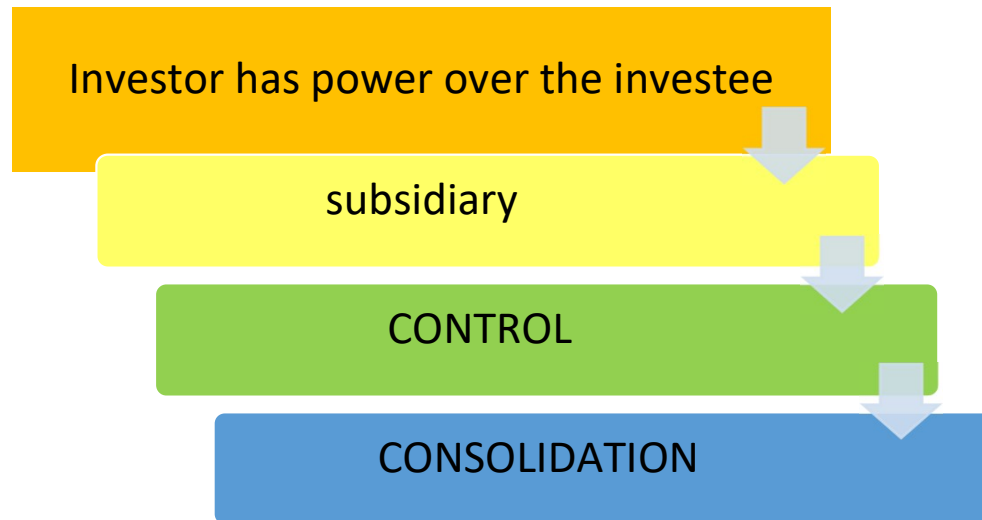 Investor has power over the investee
subsidiary
CONTROL
CONSOLIDATION